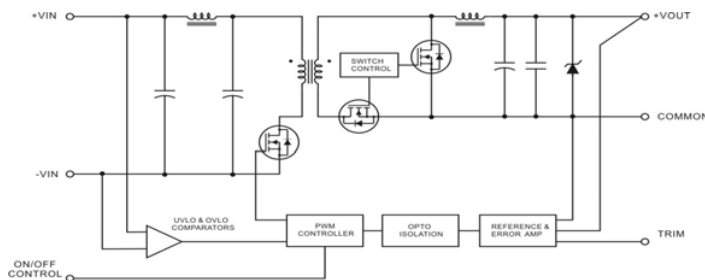 +VIN
+VOUT
SWITCH
CONTROL
COMMON
-VIN
UVLO & OVLO
COMPARATORS
PWM
CONTROLLER
OPTO
ISOLATION
REFERENCE &
ERROR AMP
TRIM
ON/OFF
CONTROL